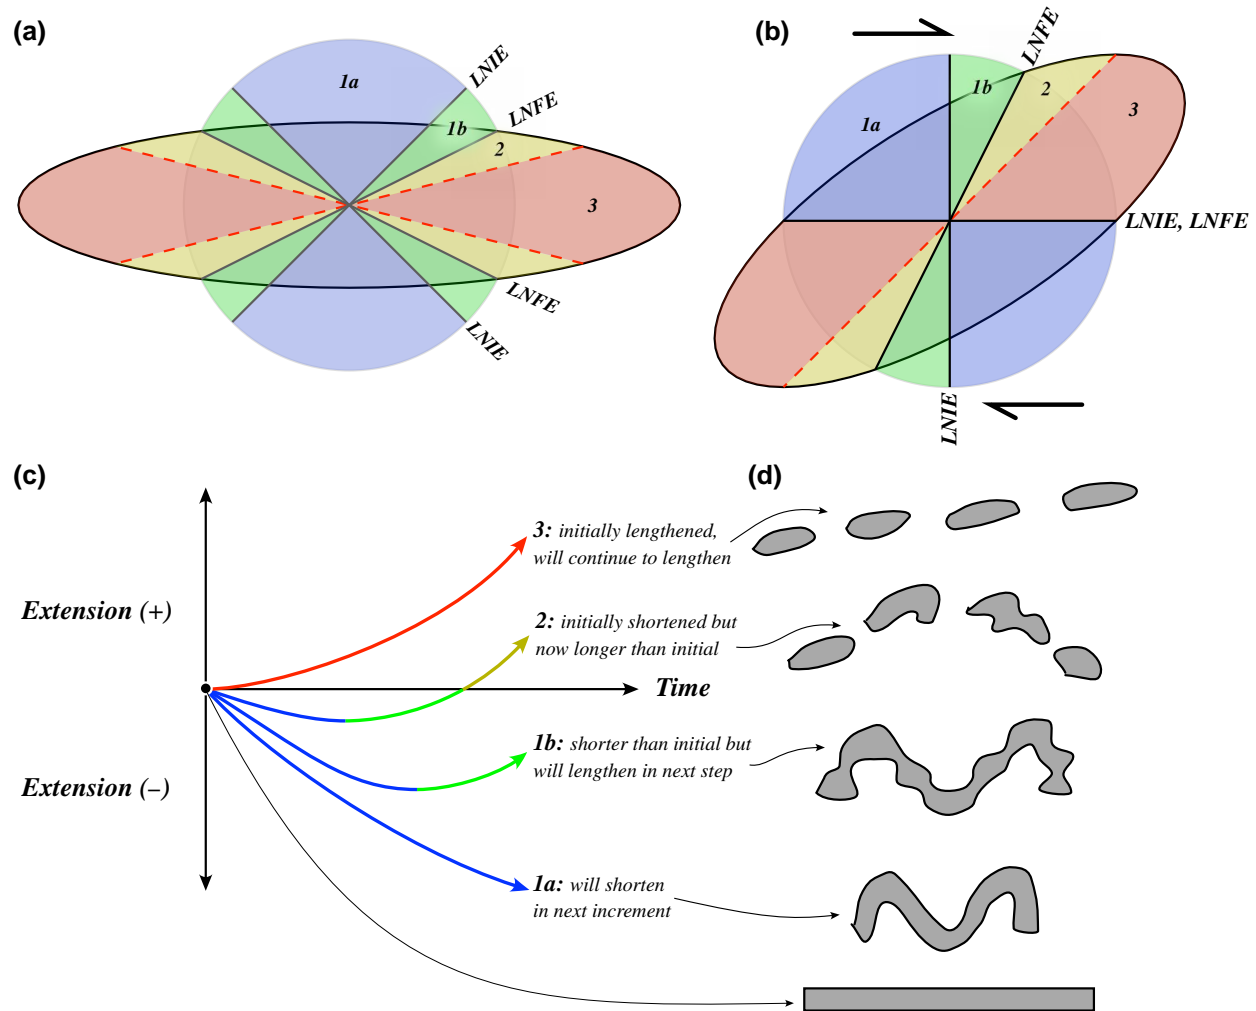 (a)
1a
LNIE
1b
LNFE
2
3
LNFE
LNIE
(b)
LNFE
1b
2
3
1a
LNIE, LNFE
LNIE
(c)
Extension (+)
Extension (–)
Time
3: initially lengthened,
will continue to lengthen
2: initially shortened but
now longer than initial
1b: shorter than initial but
will lengthen in next step
1a: will shorten
in next increment
(d)